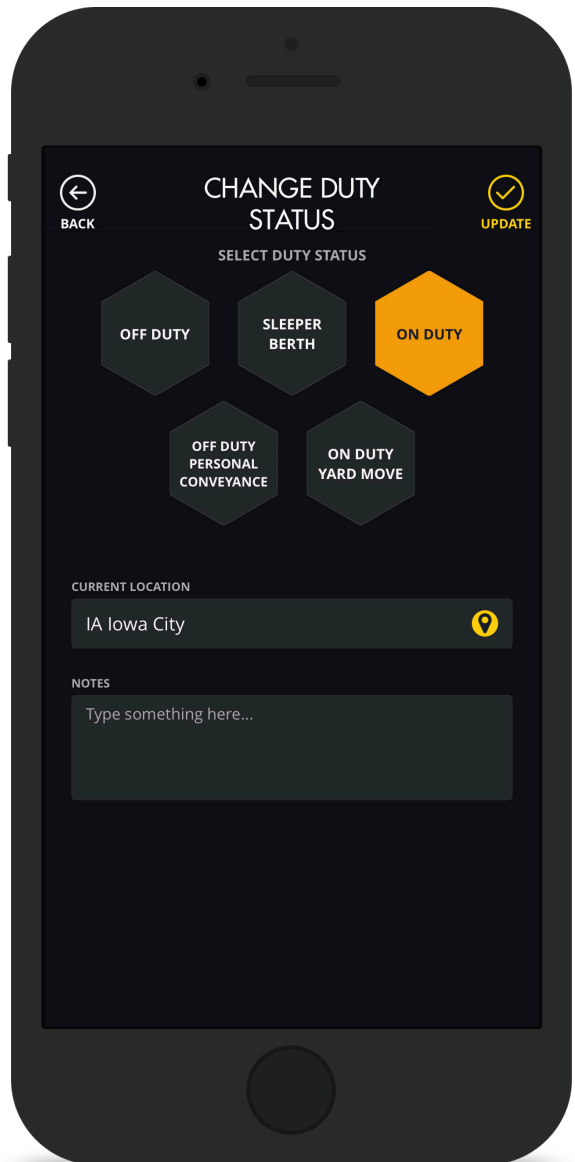 CHANGE DUTY
STATUS
BACK
UPDATE
SELECT DUTY STATUS
OFF DUTY
SLEEPER
BERTH
ON DUTY
OFF DUTY
PERSONAL
CONVEYANCE
ON DUTY
YARD MOVE
CURRENT LOCATION
IA Iowa City
NOTES
Type something here...